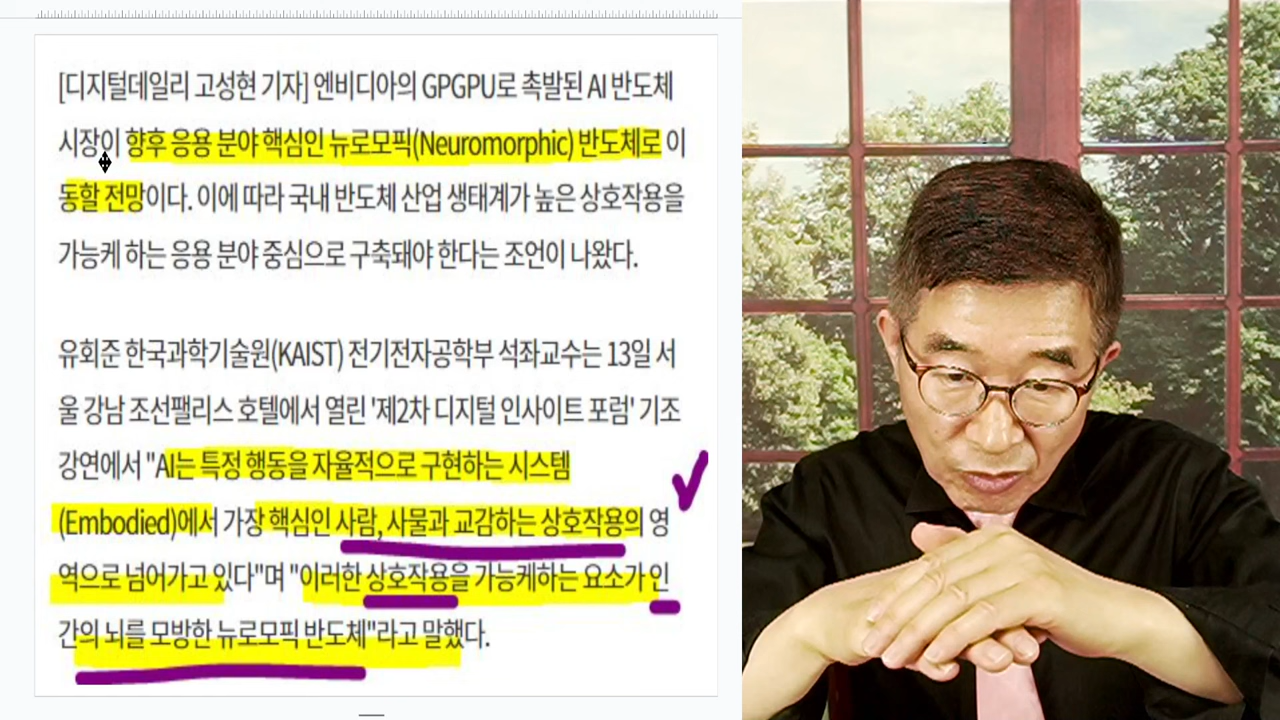 [디지털데일리 고성현 기자] 엔비디아의 GPGPU로 촉발된 AI 반도체
시장이 향후 응용 분야 핵심인 뉴로모픽(Neuromorphic) 반도체로 이
동할 전망이다. 이에 따라 국내 반도체 산업 생태계가 높은 상호작용을
가능케 하는 응용 분야 중심으로 구축돼야 한다는 조언이 나왔다.
유회준 한국과학기술원(KAIST) 전기전자공학부 석좌교수는 13일 서
울 강남 조선팰리스 호텔에서 열린 '제2차 디지털 인사이트 포럼' 기조
강연에서 "AI는 특정 행동을 자율적으로 구현하는 시스템
(Embodied)에서 가장 핵심인 사람, 사물과 교감하는 상호작용의 영
역으로 넘어가고 있다"며 "이러한 상호작용을 가능케하는 요소가 인
간의 뇌를 모방한 뉴로모픽 반도체"라고 말했다.